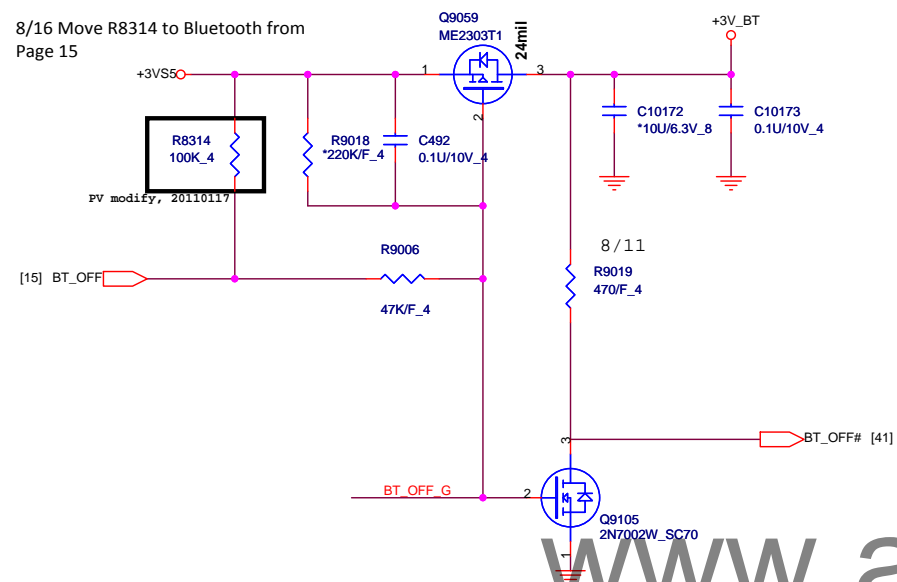 8/16 Move R8314 to Bluetooth from
Page 15
Q9059
ME2303T1
24mil
+3V_BT
+3VS5
1
3
2
R8314
100K_4
R9018
*220K/F_4
C492
0.1U/10V_4
C10172
*10U/6.3V_8
C10173
0.1U/10V_4
PV modify, 20110117
8/11
R9006
47K/F_4
R9019
470/F_4
[15] BT_OFF
3
BT_OFF# [41]
BT_OFF_G
2
Q9105
2N7002W_SC70
1
www.a